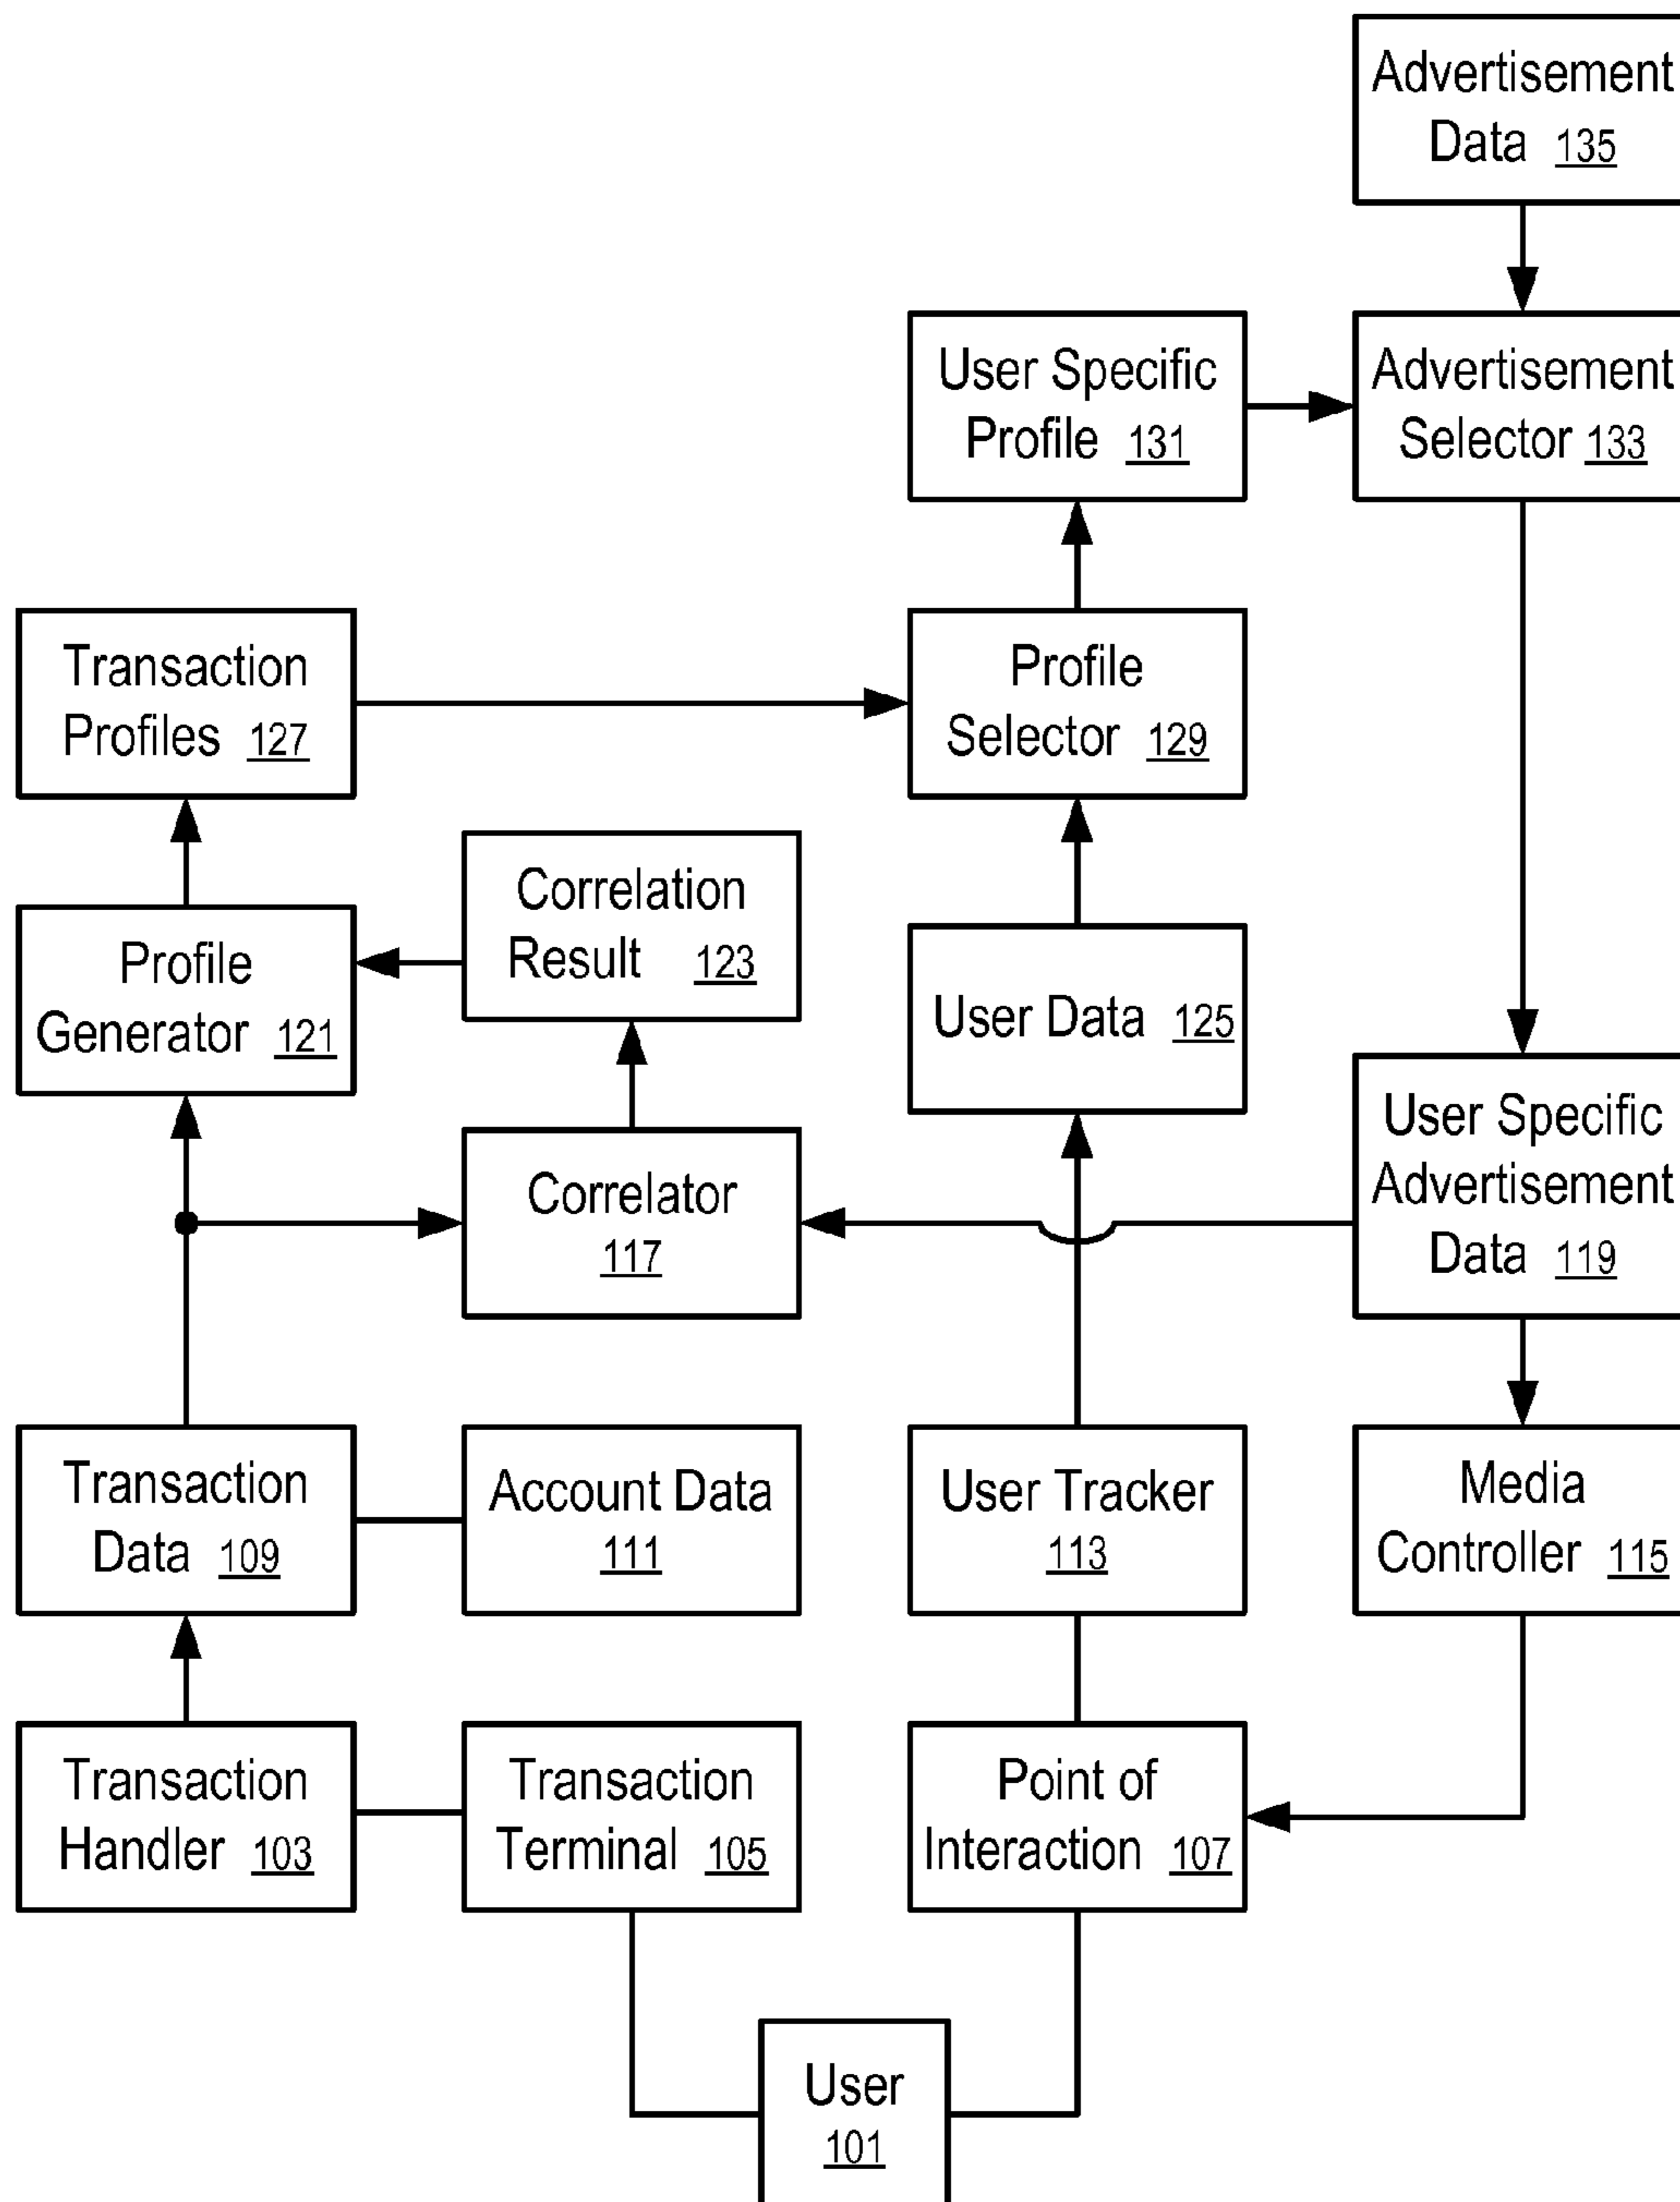 Advertisement
Data 135
User Specific
Profile 131
Advertisement
Selector 133
Transaction
Profiles 127
Profile
Selector 129
Correlation
Result 123
Profile
Generator 121
User Data 125
User Specific
Advertisement
Data 119
Correlator
117
Transaction
Data 109
Account Data
111
User Tracker
113
Media
Controller 115
Transaction
Handler 103
Transaction
Terminal 105
Point of
Interaction 107
User
101